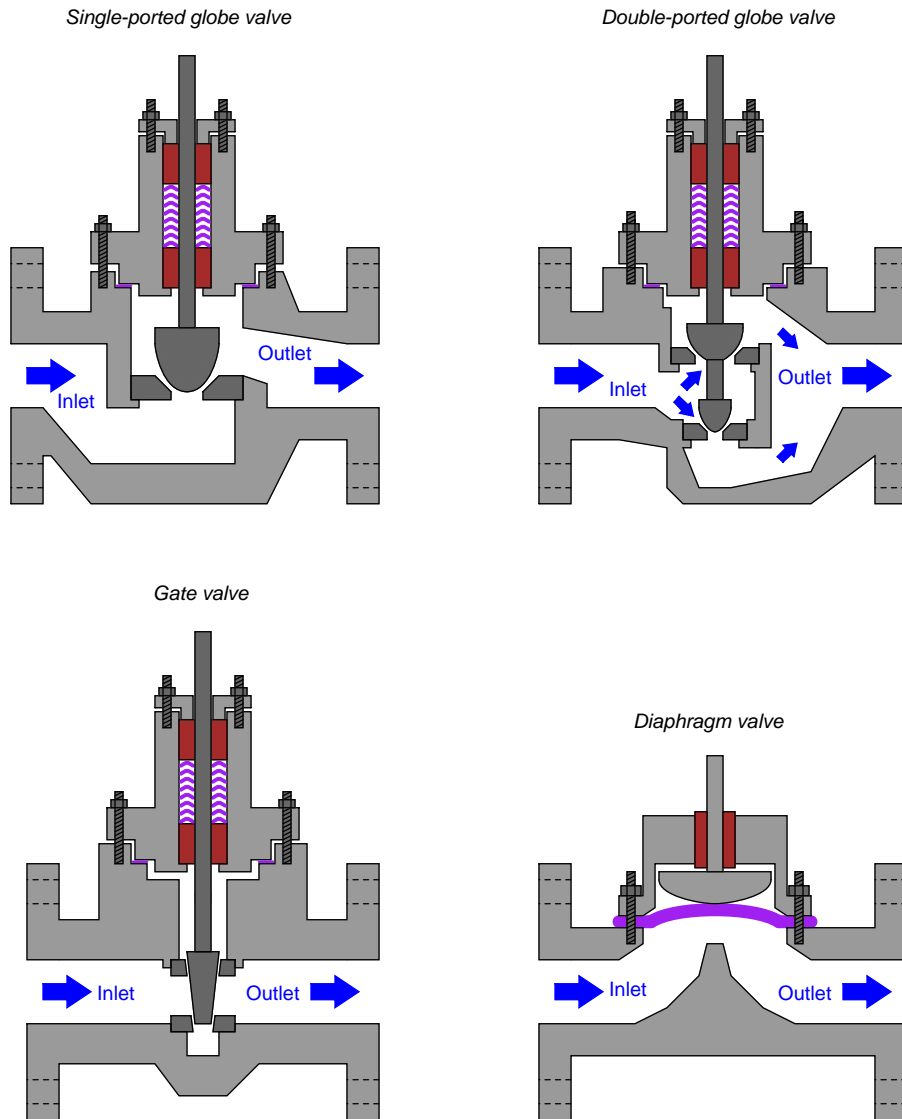 Single-ported globe valve
Double-ported globe valve
Outlet
Inlet
Inlet
Outlet
Gate valve
Diaphragm valve
Inlet
Outlet
Inlet
Outlet